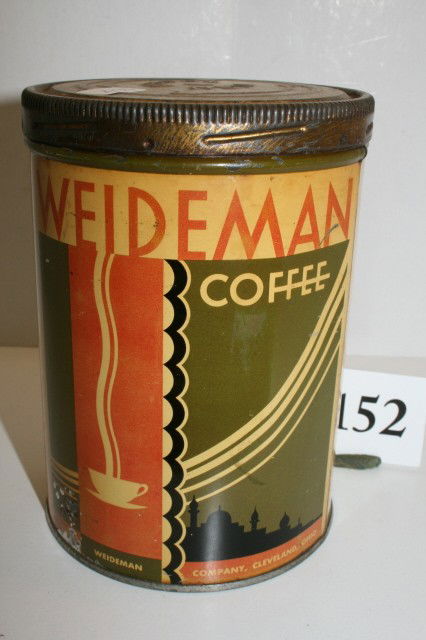 WEIDEMAN
COFFEE
152
WEIDEMAN COMPANY, CLEVELAND, OHIO